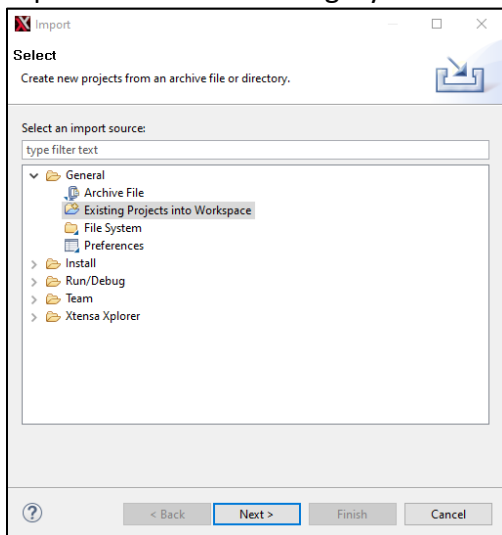 Import
Select
Create new projects from an archive file or directory.
Select an import source:
type filter text
General
Archive File
Existing Projects into Workspace
File System
Preferences
Install
Run/Debug
Team
Xtensa Xplorer
? < Back Next > Finish Cancel